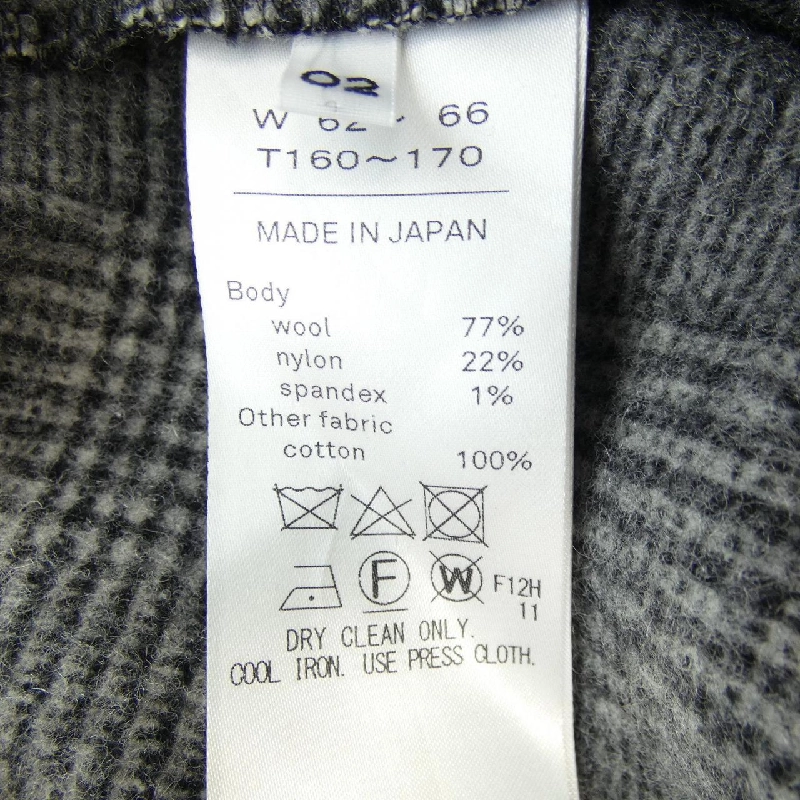 02
W 62 ~ 66
T160~170
MADE IN JAPAN
Body
wool 77%
nylon 22%
spandex 1%
Other fabric
cotton 100%
F W F12H
11
DRY CLEAN ONLY.
COOL IRON. USE PRESS CLOTH.